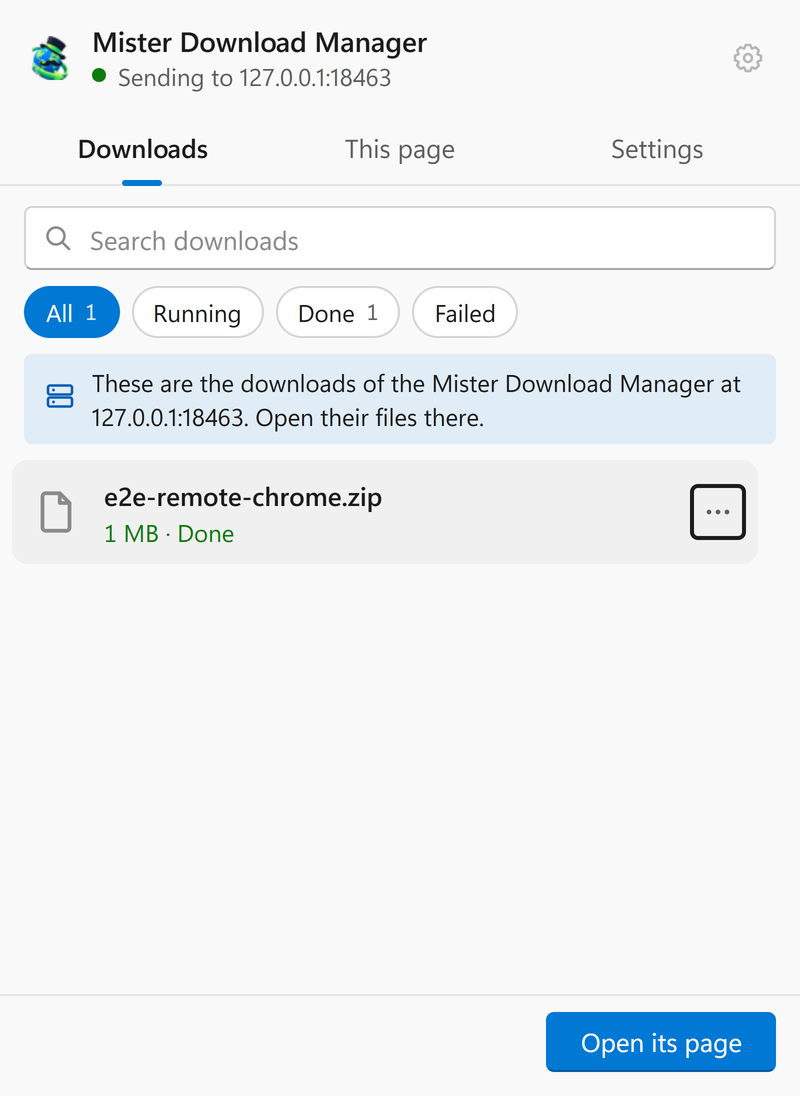 Mister Download Manager
Sending to 127.0.0.1:18463
Downloads
This page
Settings
Search downloads
All 1
Running
Done 1
Failed
These are the downloads of the Mister Download Manager at
127.0.0.1:18463. Open their files there.
e2e-remote-chrome.zip
1 MB · Done
Open its page